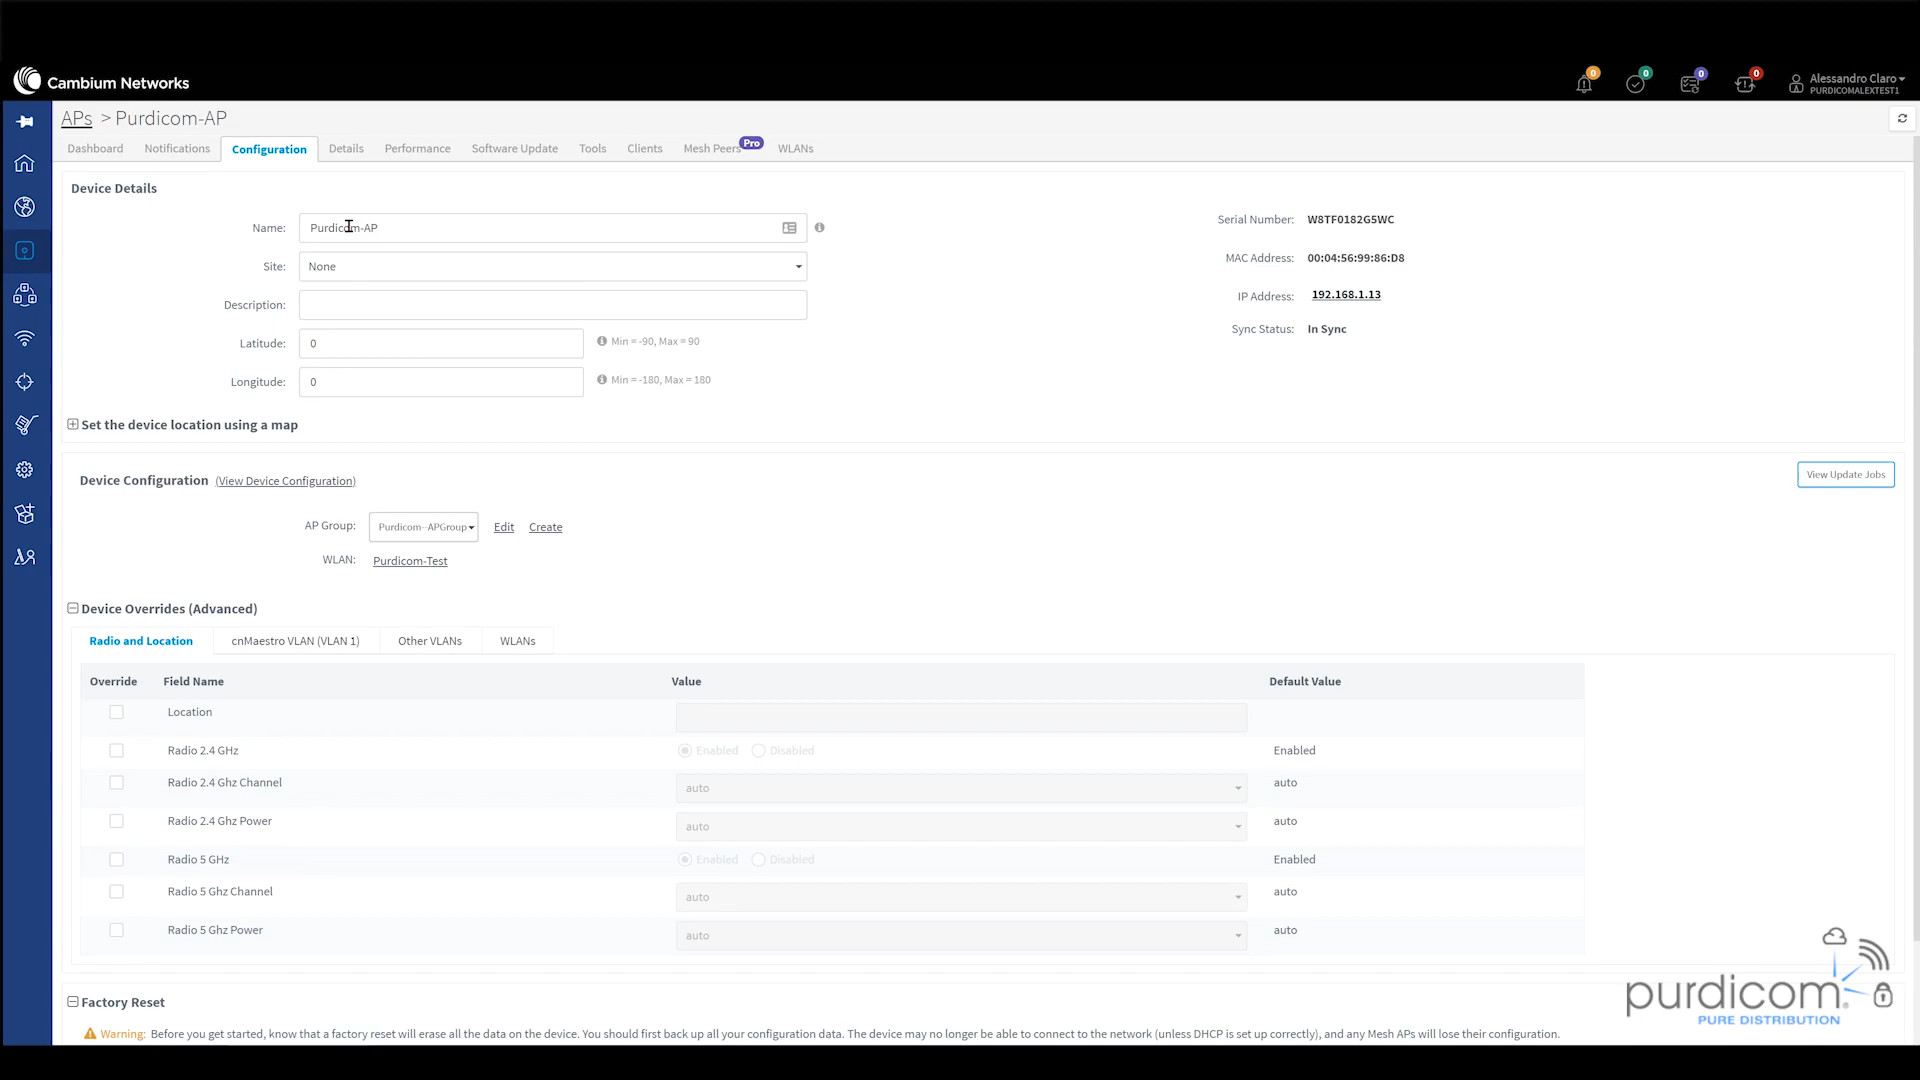 Cambium Networks
0
0
0
0
Alessandro Claro
PURDICOMALEXTEST1
APs > Purdicom-AP
Dashboard
Notifications
Configuration
Details
Performance
Software Update
Tools
Clients
Mesh Peers
Pro
WLANs
Device Details
Name:
Purdicom-AP
Site:
None
Description:
Latitude:
0
Min = -90, Max = 90
Longitude:
0
Min = -180, Max = 180
Serial Number: W8TF0182G5WC
MAC Address: 00:04:56:99:86:D8
IP Address: 192.168.1.13
Sync Status: In Sync
Set the device location using a map
Device Configuration (View Device Configuration)
View Update Jobs
AP Group:
Purdicom--APGroup
Edit
Create
WLAN: Purdicom-Test
Device Overrides (Advanced)
Radio and Location
cnMaestro VLAN (VLAN 1)
Other VLANs
WLANs
Override
Field Name
Value
Default Value
Location
Radio 2.4 GHz
Enabled
Disabled
Enabled
Radio 2.4 Ghz Channel
auto
auto
Radio 2.4 Ghz Power
auto
auto
Radio 5 GHz
Enabled
Disabled
Enabled
Radio 5 Ghz Channel
auto
auto
Radio 5 Ghz Power
auto
auto
Factory Reset
Warning: Before you get started, know that a factory reset will erase all the data on the device. You should first back up all your configuration data. The device may no longer be able to connect to the network (unless DHCP is set up correctly), and any Mesh APs will lose their configuration.
purdicom
PURE DISTRIBUTION